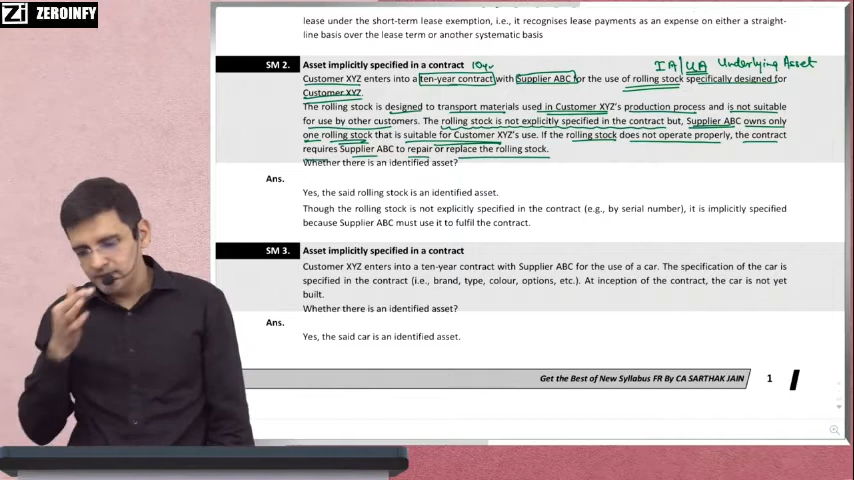 Zi ZEROINFY
lease under the short-term lease exemption, i.e., it recognises lease payments as an expense on either a straight-
line basis over the lease term or another systematic basis
SM 2. Asset implicitly specified in a contract 10yr IA/UA Underlying Asset
Customer XYZ enters into a ten-year contract with Supplier ABC for the use of rolling stock specifically designed for
Customer XYZ.
The rolling stock is designed to transport materials used in Customer XYZ's production process and is not suitable
for use by other customers. The rolling stock is not explicitly specified in the contract but, Supplier ABC owns only
one rolling stock that is suitable for Customer XYZ's use. If the rolling stock does not operate properly, the contract
requires Supplier ABC to repair or replace the rolling stock.
Whether there is an identified asset?
Ans.
Yes, the said rolling stock is an identified asset.
Though the rolling stock is not explicitly specified in the contract (e.g., by serial number), it is implicitly specified
because Supplier ABC must use it to fulfil the contract.
SM 3. Asset implicitly specified in a contract
Customer XYZ enters into a ten-year contract with Supplier ABC for the use of a car. The specification of the car is
specified in the contract (i.e., brand, type, colour, options, etc.). At inception of the contract, the car is not yet
built.
Whether there is an identified asset?
Ans.
Yes, the said car is an identified asset.
Get the Best of New Syllabus FR By CA SARTHAK JAIN 1